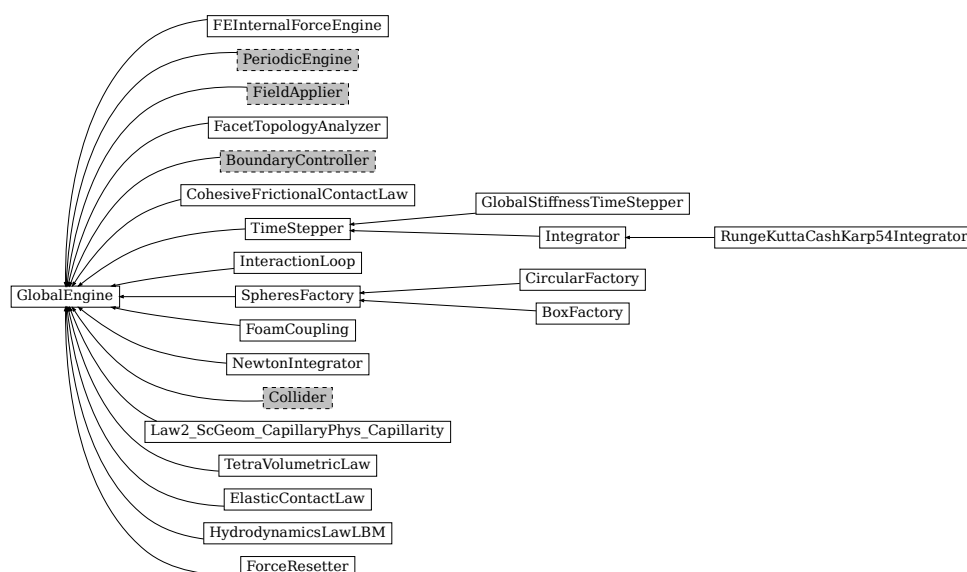 FEInternalForceEngine
PeriodicEngine
FieldApplier
FacetTopologyAnalyzer
BoundaryController
CohesiveFrictionalContactLaw
GlobalStiffnessTimeStepper
TimeStepper
Integrator
RungeKuttaCashKarp54Integrator
InteractionLoop
CircularFactory
GlobalEngine
SpheresFactory
BoxFactory
FoamCoupling
NewtonIntegrator
Collider
Law2_ScGeom_CapillaryPhys_Capillarity
TetraVolumetricLaw
ElasticContactLaw
HydrodynamicsLawLBM
ForceResetter